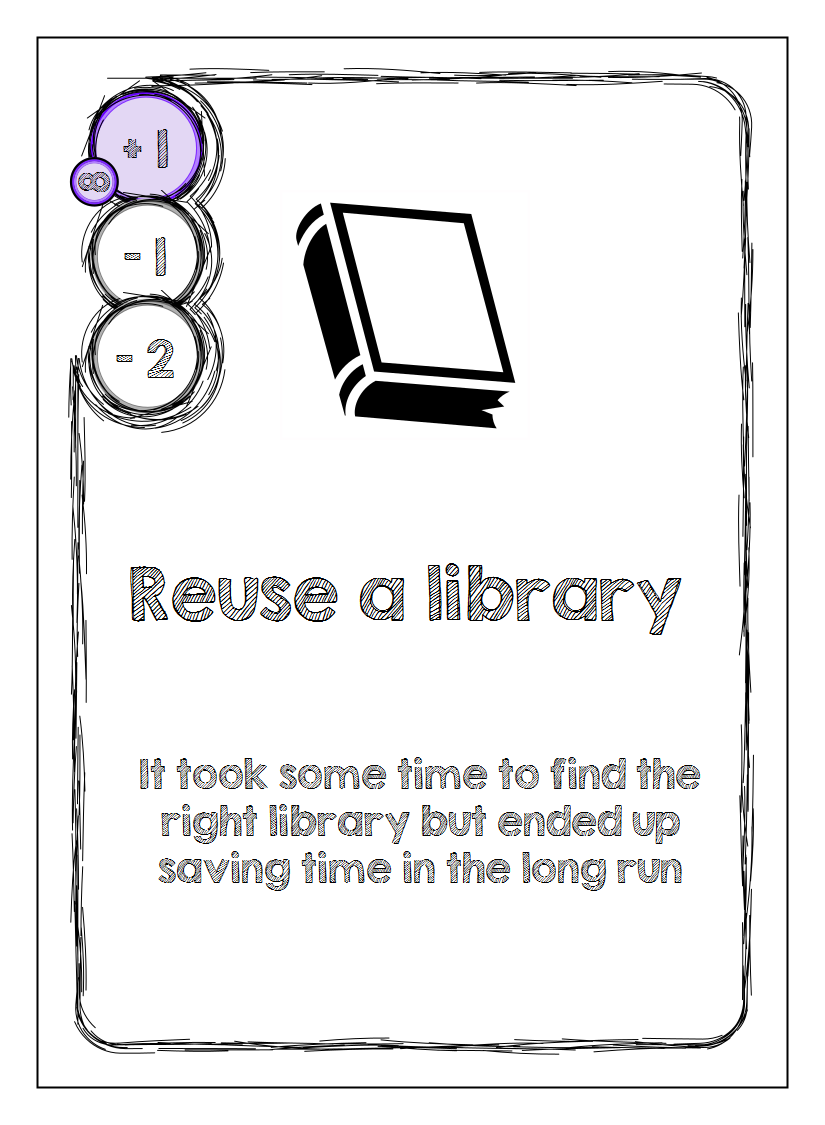 +1
∞
-1
-2
Reuse a library
It took some time to find the
right library but ended up
saving time in the long run